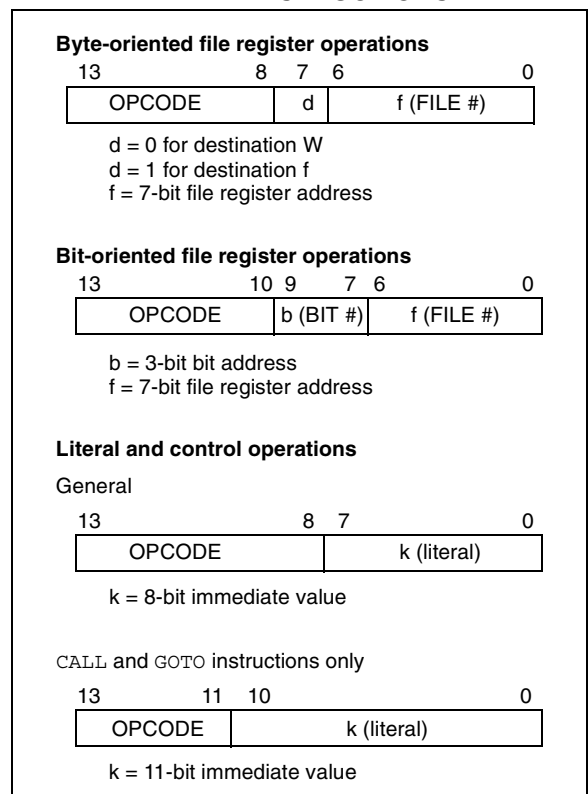 Byte-oriented file register operations
13 8 7 6 0
OPCODE d f (FILE #)
d = 0 for destination W
d = 1 for destination f
f = 7-bit file register address
Bit-oriented file register operations
13 10 9 7 6 0
OPCODE b (BIT #) f (FILE #)
b = 3-bit bit address
f = 7-bit file register address
Literal and control operations
General
13 8 7 0
OPCODE k (literal)
k = 8-bit immediate value
CALL and GOTO instructions only
13 11 10 0
OPCODE k (literal)
k = 11-bit immediate value